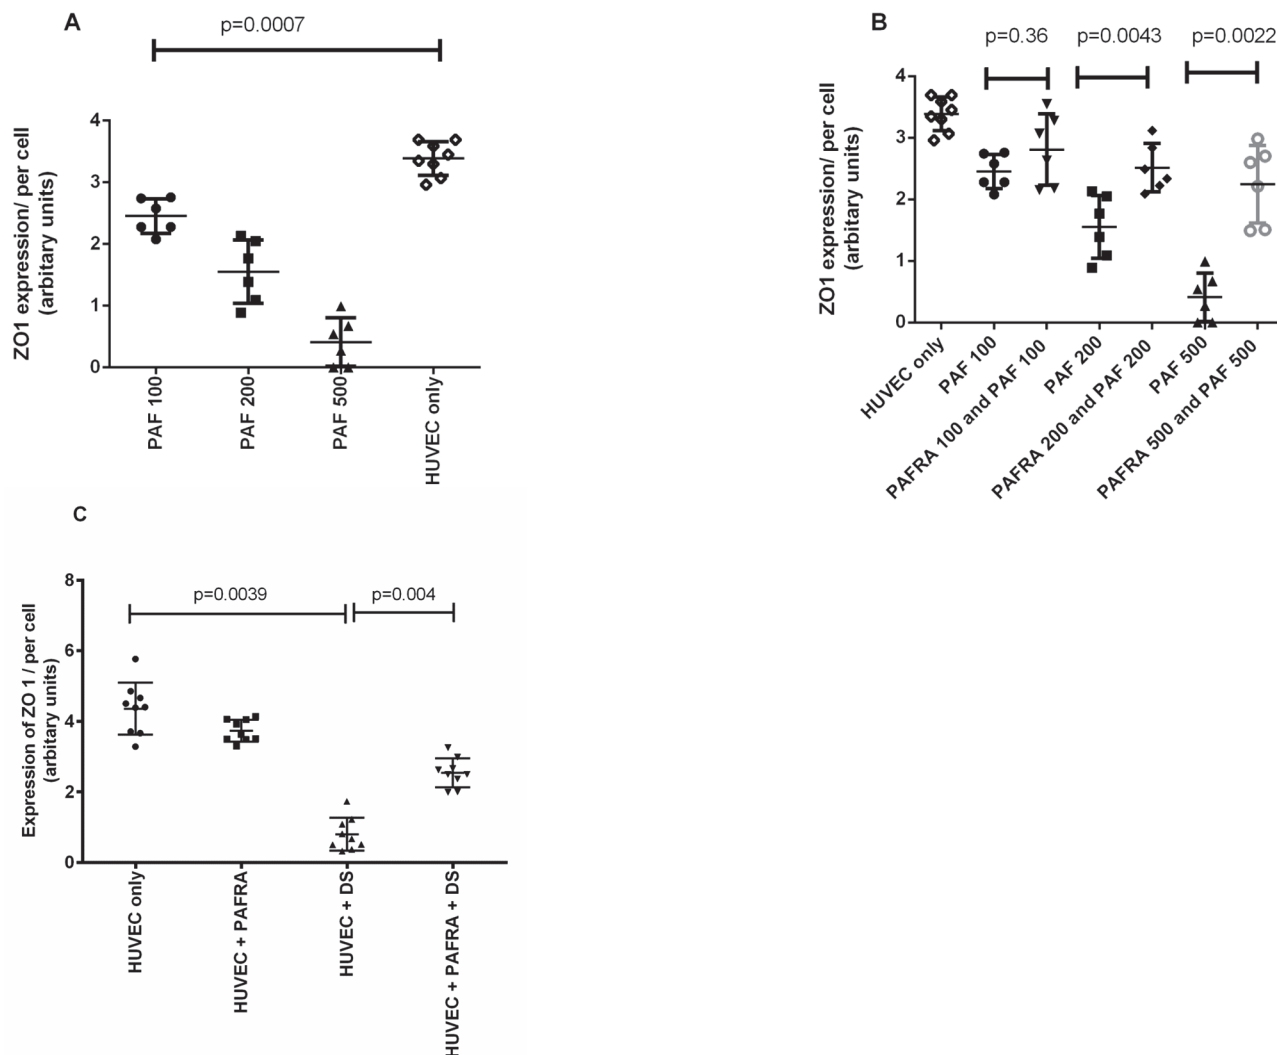 A
p=0.0007
ZO1 expression/ per cell
(arbitary units)
4
3
2
1
0
PAF 100
PAF 200
PAF 500
HUVEC only
B
p=0.36
p=0.0043
p=0.0022
ZO1 expression/ per cell
(arbitary units)
4
3
2
1
0
HUVEC only
PAF 100
PAFRA 100 and PAF 100
PAF 200
PAFRA 200 and PAF 200
PAF 500
PAFRA 500 and PAF 500
C
p=0.0039
p=0.004
Expression of ZO 1 / per cell
(arbitary units)
8
6
4
2
0
HUVEC only
HUVEC + PAFRA
HUVEC + DS
HUVEC + PAFRA + DS